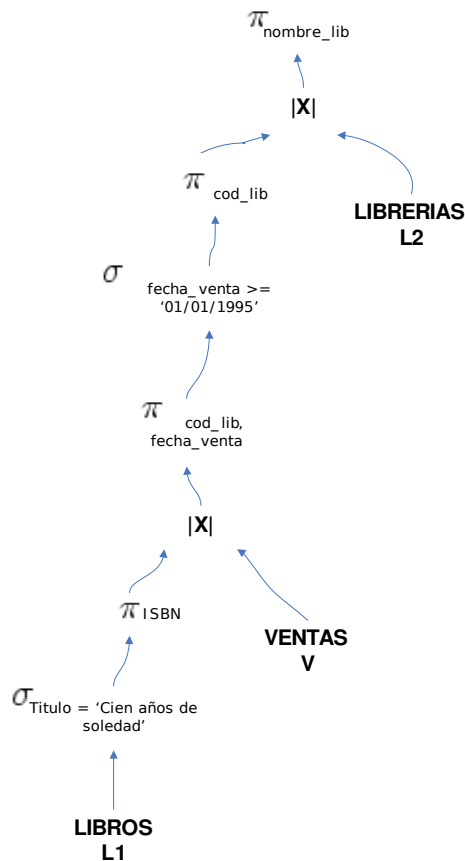 π nombre_lib
|X|
π cod_lib
LIBRERIAS
L2
σ fecha_venta >=
‘01/01/1995’
π cod_lib,
fecha_venta
|X|
π ISBN
VENTAS
V
σ Titulo = ‘Cien años de
soledad’
LIBROS
L1